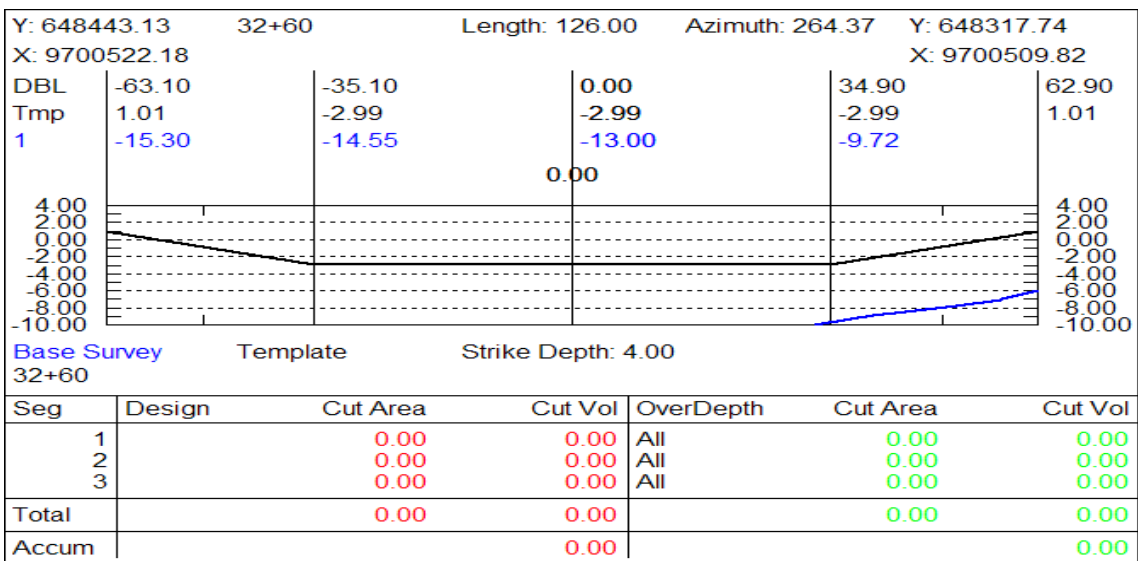 Y: 648443.13 32+60 Length: 126.00 Azimuth: 264.37 Y: 648317.74
X: 9700522.18 X: 9700509.82
DBL -63.10 -35.10 0.00 34.90 62.90
Tmp 1.01 -2.99 -2.99 -2.99 1.01
1 -15.30 -14.55 -13.00 -9.72
0.00
4.00 4.00
2.00 2.00
0.00 0.00
-2.00 -2.00
-4.00 -4.00
-6.00 -6.00
-8.00 -8.00
-10.00 -10.00
Base Survey Template Strike Depth: 4.00
32+60
Seg Design Cut Area Cut Vol OverDepth Cut Area Cut Vol
1 0.00 0.00 All 0.00 0.00
2 0.00 0.00 All 0.00 0.00
3 0.00 0.00 All 0.00 0.00
Total 0.00 0.00 0.00 0.00
Accum 0.00 0.00